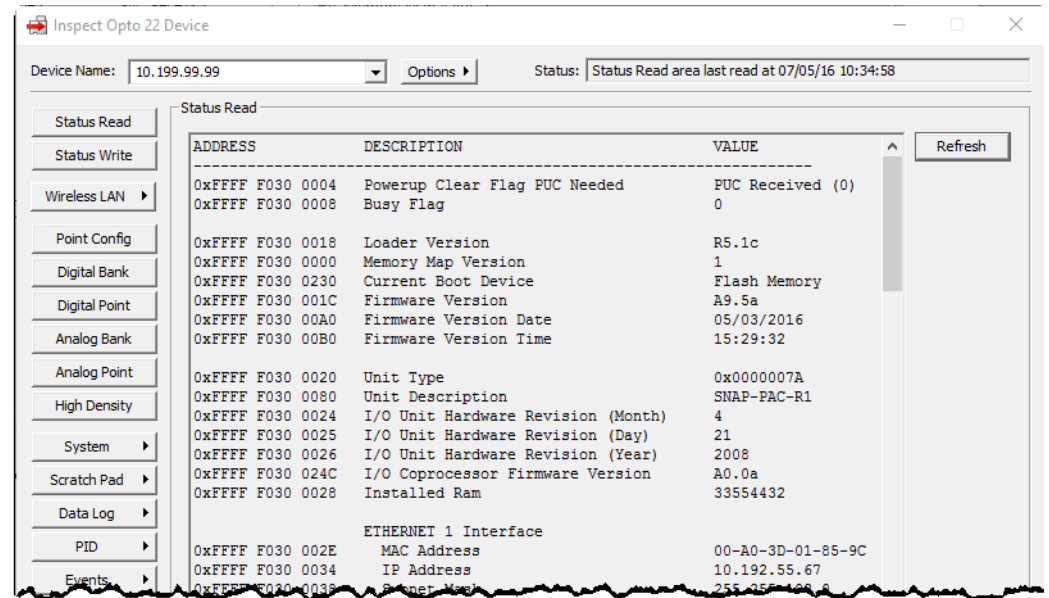 Inspect Opto 22 Device
Device Name: 10.199.99.99 Options Status: Status Read area last read at 07/05/16 10:34:58
Status Read
Status Write
Wireless LAN
Point Config
Digital Bank
Digital Point
Analog Bank
Analog Point
High Density
System
Scratch Pad
Data Log
PID
Events
Status Read
ADDRESS DESCRIPTION VALUE
0xFFFF F030 0004 Powerup Clear Flag PUC Needed PUC Received (0)
0xFFFF F030 0008 Busy Flag 0
0xFFFF F030 0018 Loader Version R5.1c
0xFFFF F030 0000 Memory Map Version 1
0xFFFF F030 0230 Current Boot Device Flash Memory
0xFFFF F030 001C Firmware Version A9.5a
0xFFFF F030 00A0 Firmware Version Date 05/03/2016
0xFFFF F030 00B0 Firmware Version Time 15:29:32
0xFFFF F030 0020 Unit Type 0x0000007A
0xFFFF F030 0080 Unit Description SNAP-PAC-R1
0xFFFF F030 0024 I/O Unit Hardware Revision (Month) 4
0xFFFF F030 0025 I/O Unit Hardware Revision (Day) 21
0xFFFF F030 0026 I/O Unit Hardware Revision (Year) 2008
0xFFFF F030 024C I/O Coprocessor Firmware Version A0.0a
0xFFFF F030 0028 Installed Ram 33554432
ETHERNET 1 Interface
0xFFFF F030 002E MAC Address 00-A0-3D-01-85-9C
0xFFFF F030 0034 IP Address 10.192.55.67
0xFFFF F030 0038 Subnet Mask
Refresh